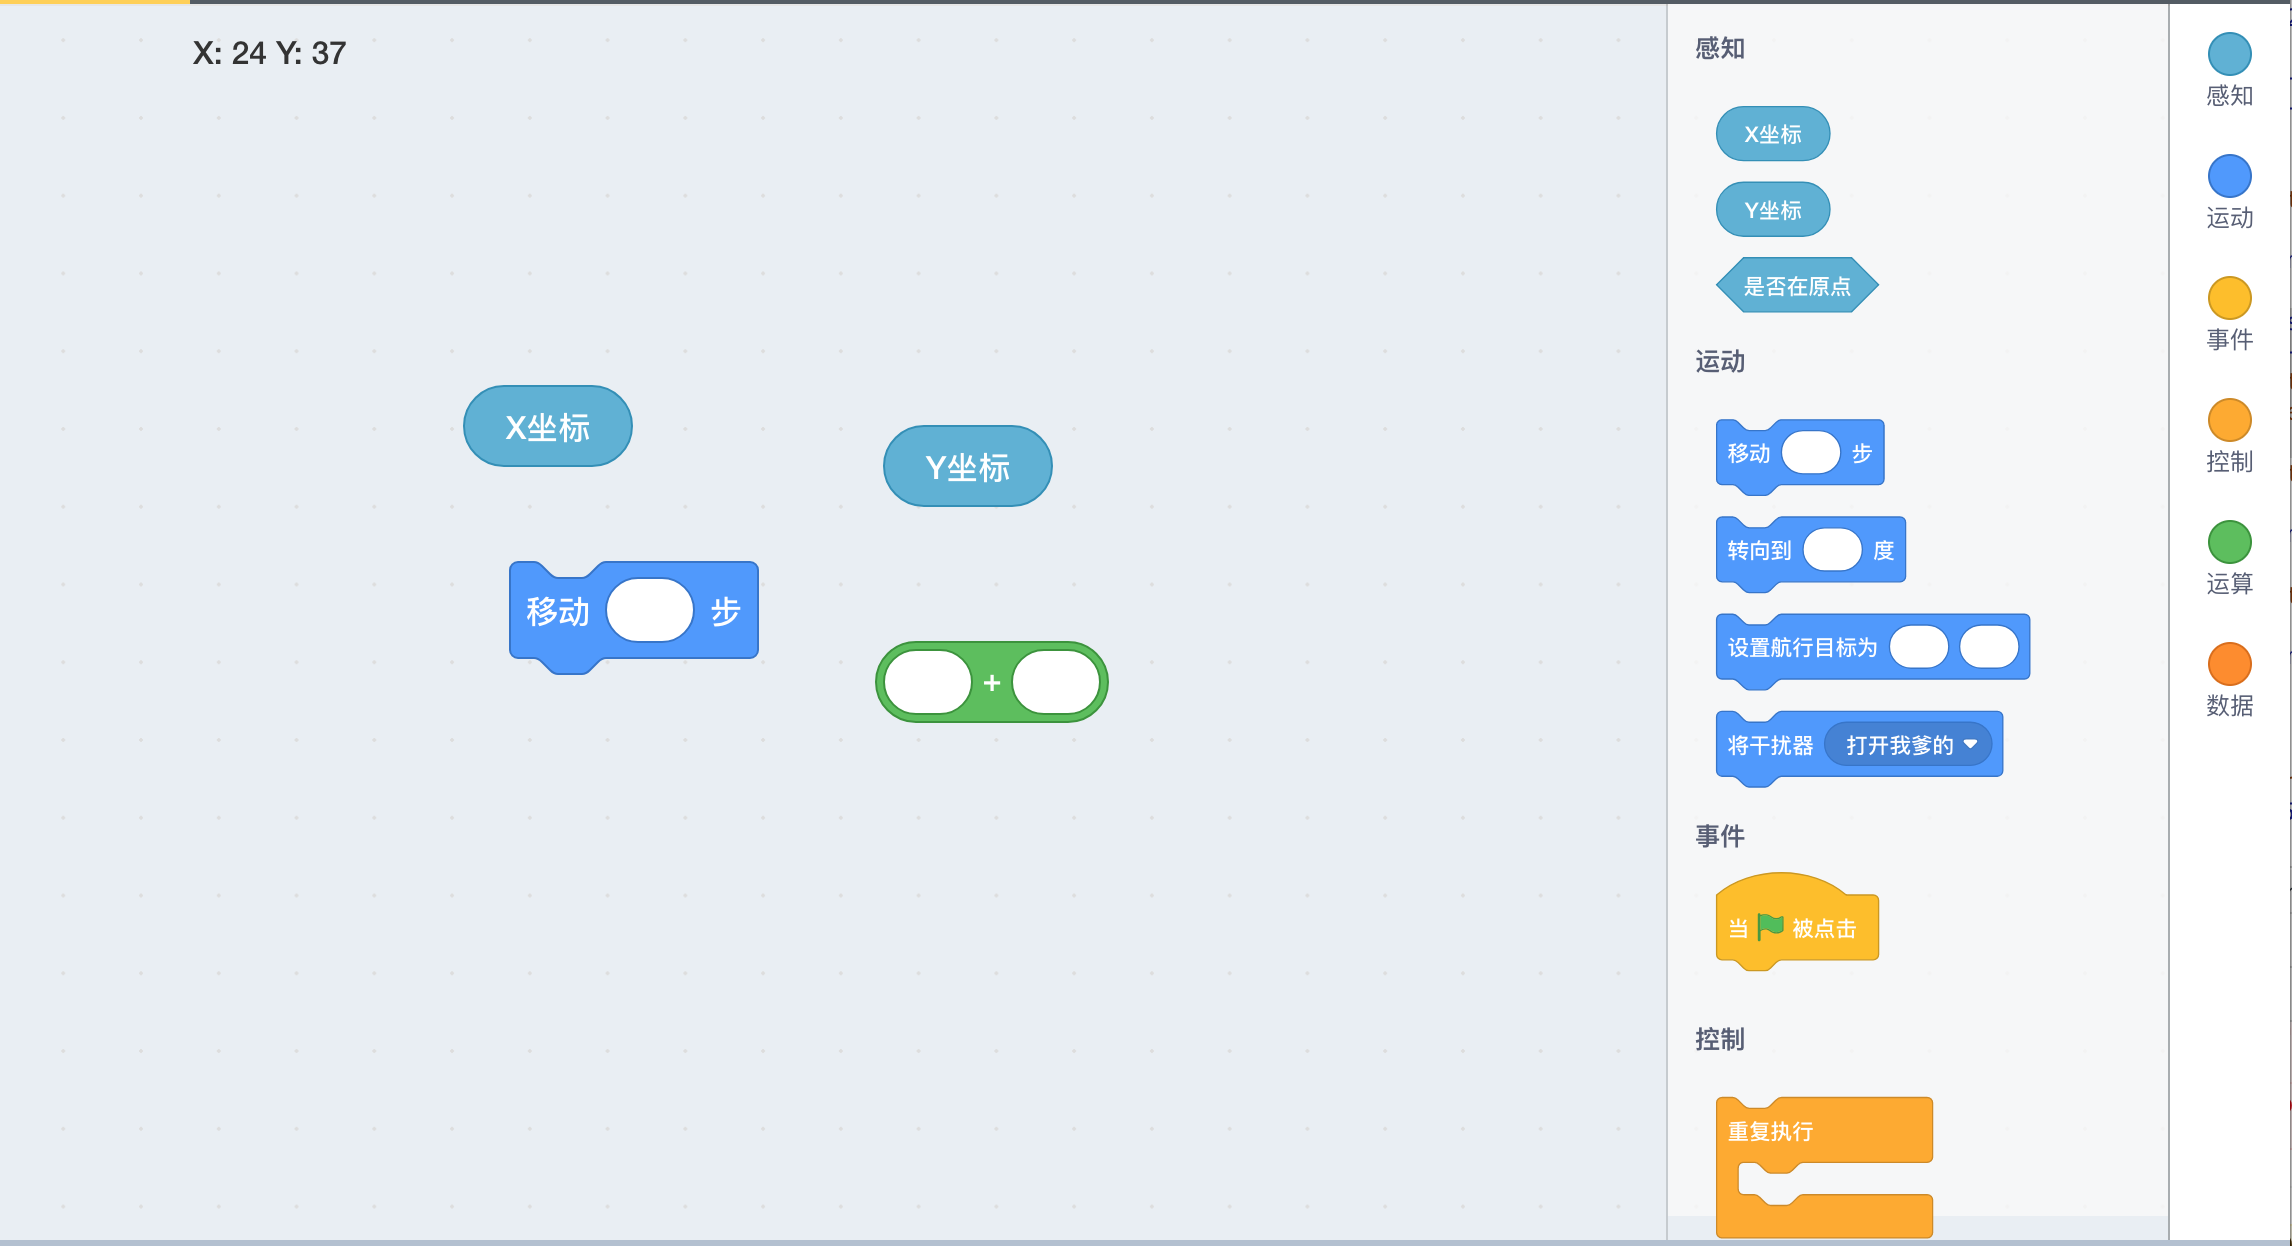 X: 24 Y: 37
X坐标
Y坐标
移动 步
+
感知
X坐标
Y坐标
是否在原点
运动
移动 步
转向到 度
设置航行目标为
将干扰器 打开我爹的
事件
当 被点击
控制
重复执行
感知
运动
事件
控制
运算
数据